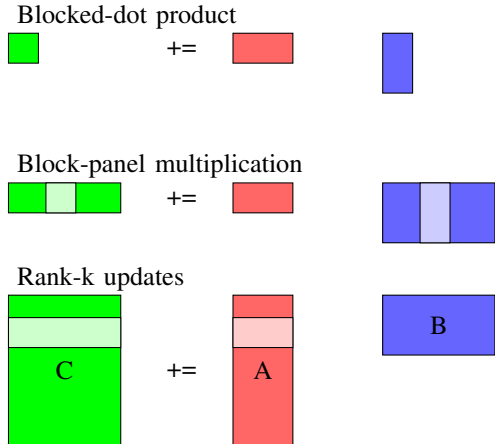 Blocked-dot product
+=
Block-panel multiplication
+=
Rank-k updates
B
C += A